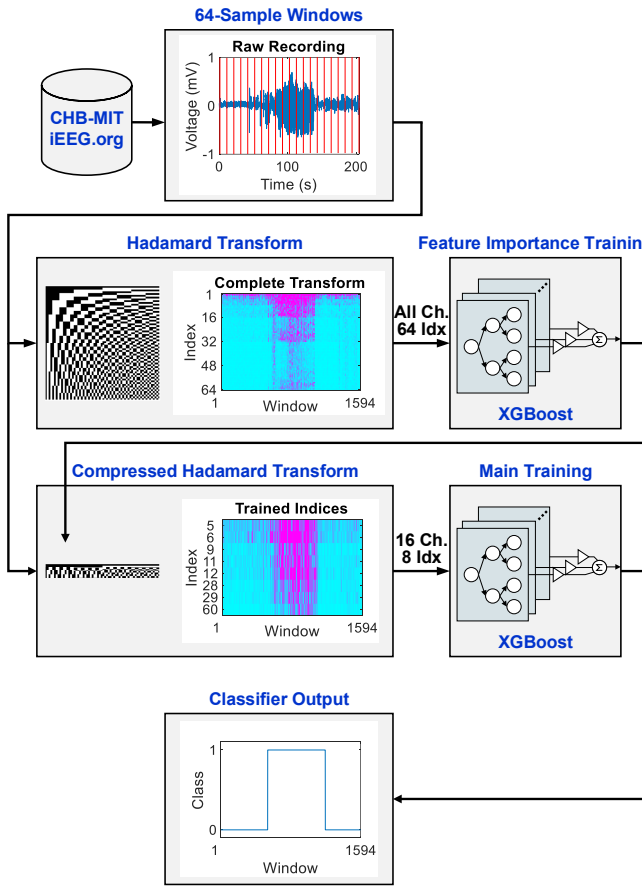 64-Sample Windows
CHB-MIT
iEEG.org
Raw Recording
Voltage (mV)
1
0
-1
0
100
200
Time (s)
Hadamard Transform
Complete Transform
Index
1
16
32
48
64
1
1594
Window
All Ch.
64 Idx
Feature Importance Trainin
XGBoost
Σ
Compressed Hadamard Transform
Trained Indices
Index
5
6
9
11
12
28
29
60
1
1594
Window
16 Ch.
8 Idx
Main Training
XGBoost
Σ
Classifier Output
Class
1
0
1
1594
Window